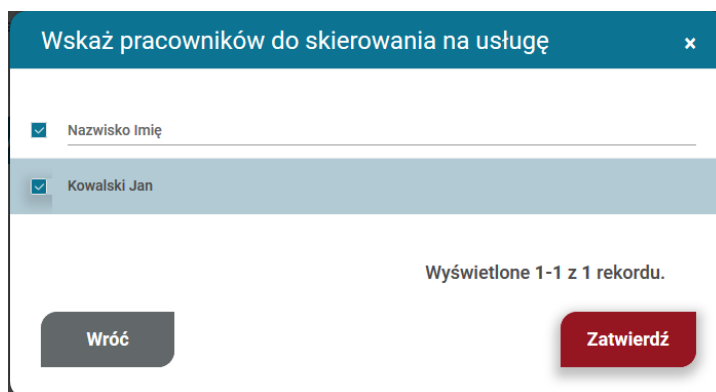 Wskaż pracowników do skierowania na usługę ×
Nazwisko Imię
Kowalski Jan
Wyświetlone 1-1 z 1 rekordu.
Wróć
Zatwierdź